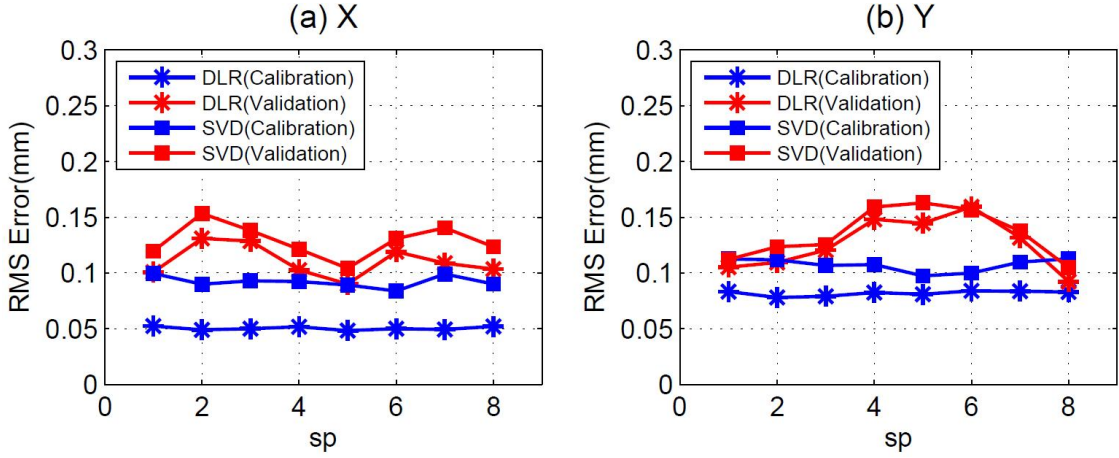 (a) X
0.3
0.25
0.2
0.15
0.1
0.05
0
RMS Error(mm)
DLR(Calibration)
DLR(Validation)
SVD(Calibration)
SVD(Validation)
0 2 4 6 8
sp
(b) Y
0.3
0.25
0.2
0.15
0.1
0.05
0
RMS Error(mm)
DLR(Calibration)
DLR(Validation)
SVD(Calibration)
SVD(Validation)
0 2 4 6 8
sp